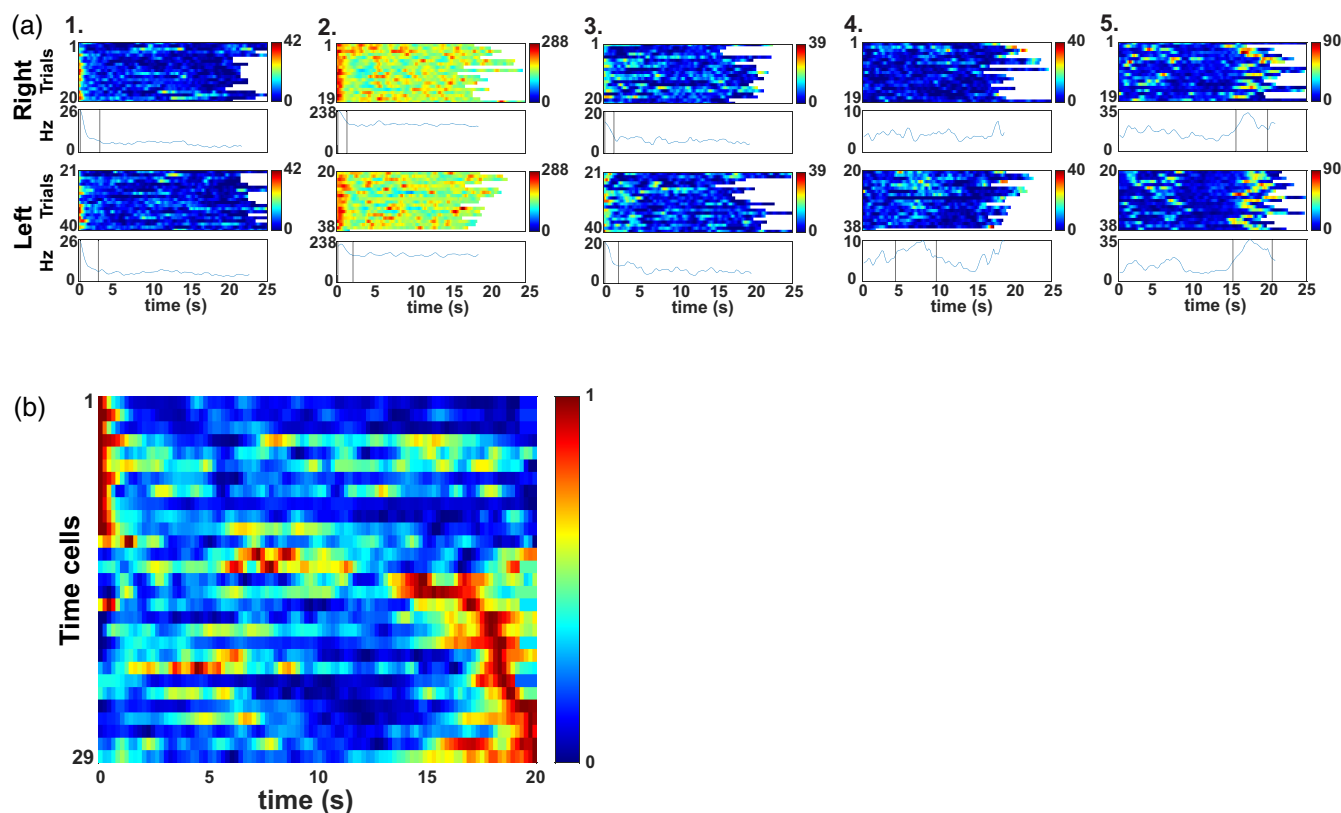 (a)
1. 2. 3. 4. 5.
Right
Trials
1 20 42 0
1 288 0
1 20 39 0
1 19 40 0
1 19 90 0
Hz
26 0
238 0
20 0
10 0
35 0
Left
Trials
21 40 42 0
20 38 288 0
21 40 39 0
20 38 40 0
20 38 90 0
Hz
26 0
238 0
20 0
10 0
35 0
0 5 10 15 20 25
0 5 10 15 20 25
0 5 10 15 20 25
0 5 10 15 20 25
0 5 10 15 20 25
time (s) time (s) time (s) time (s) time (s)
(b)
1
29
Time cells
1
0
0 5 10 15 20
time (s)